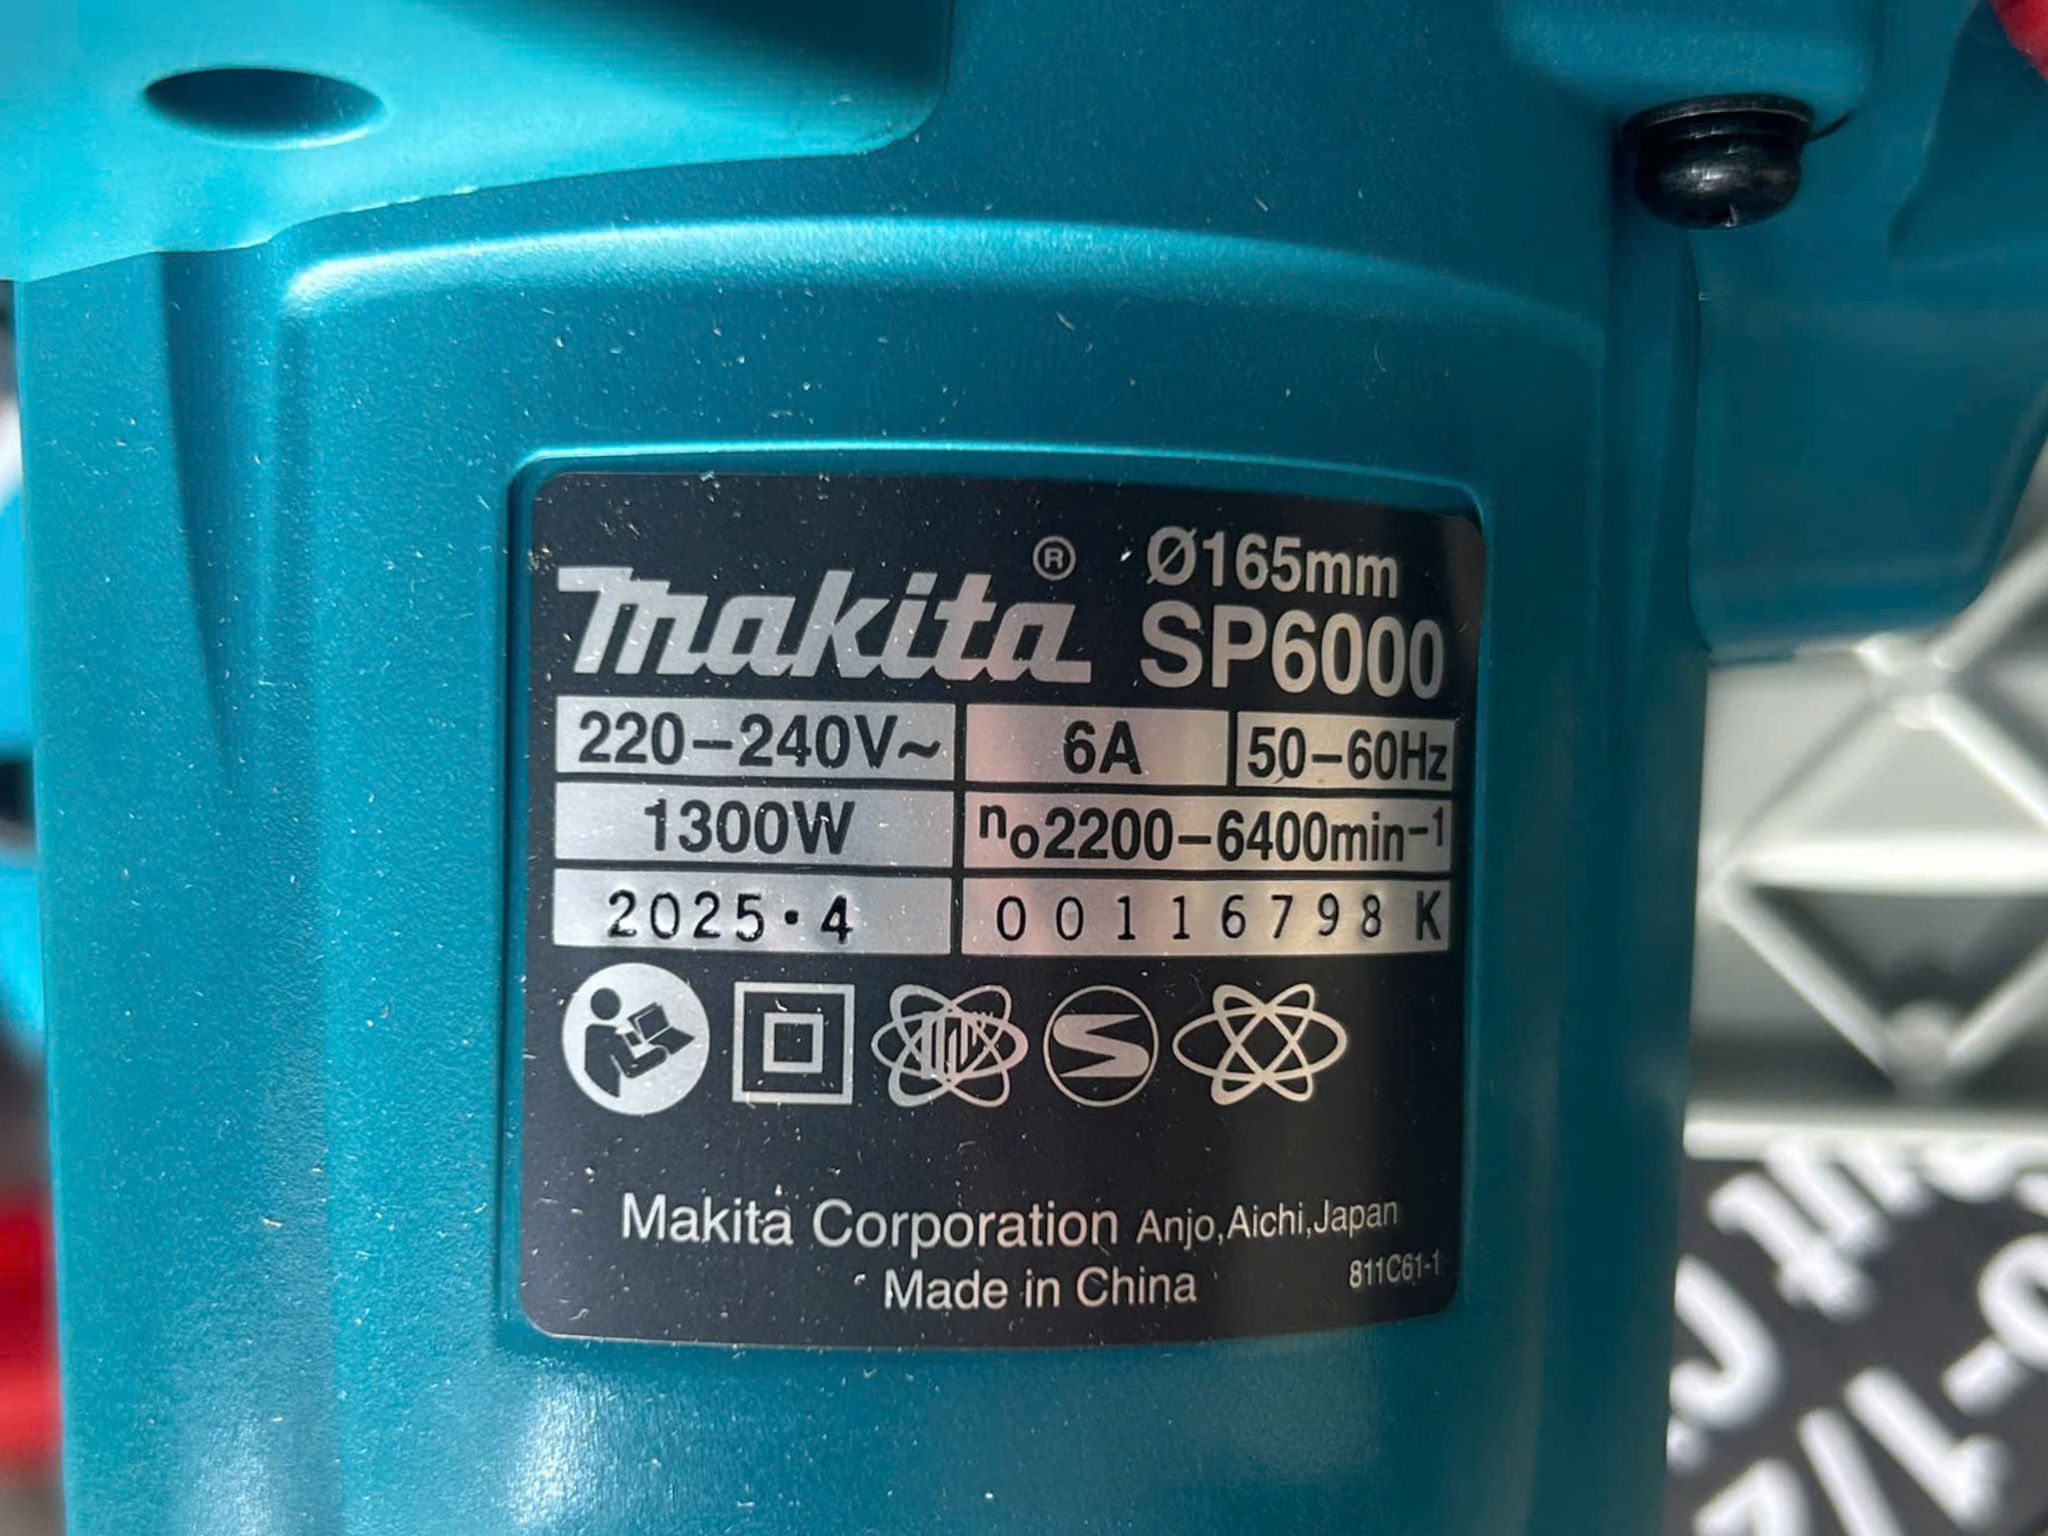 makita® Ø165mm
SP6000
220–240V~ 6A 50–60Hz
1300W n₀2200–6400min⁻¹
2025·4 00116798 K
Makita Corporation Anjo,Aichi,Japan
Made in China 811C61-1